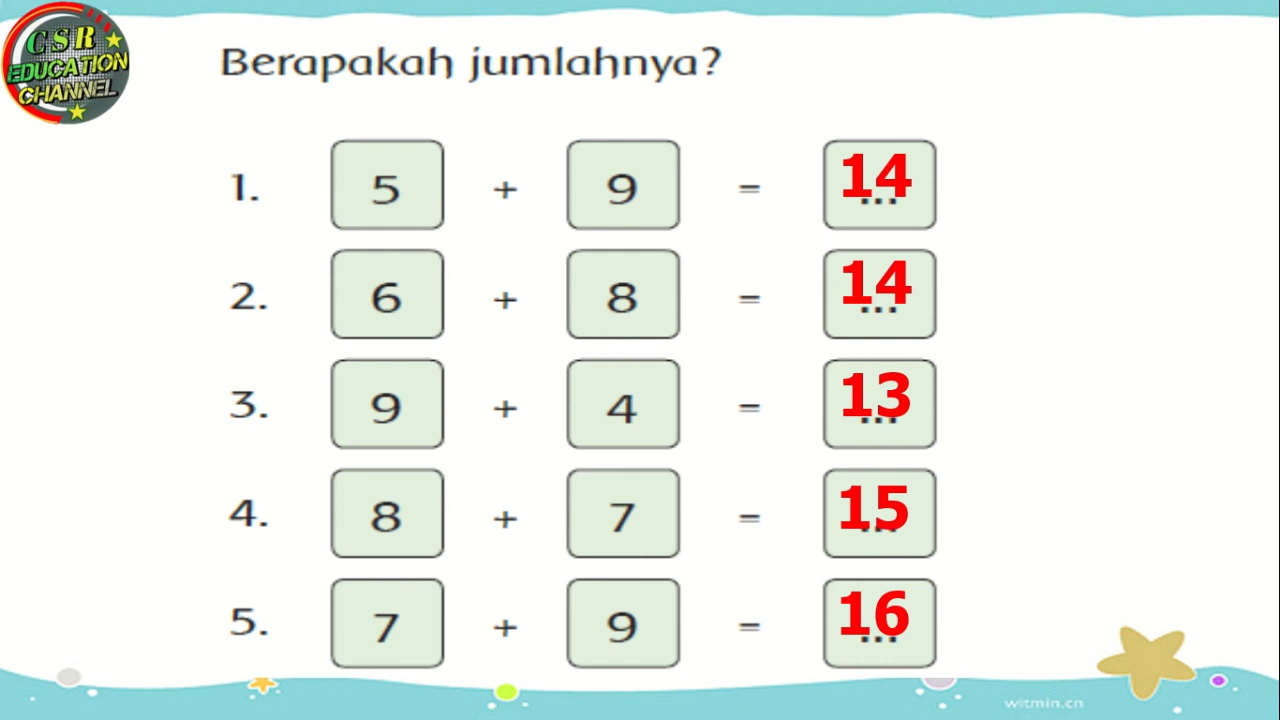 CSR
EDUCATION
CHANNEL
Berapakah jumlahnya?
1. 5 + 9 = 14 ...
2. 6 + 8 = 14 ...
3. 9 + 4 = 13 ...
4. 8 + 7 = 15 ...
5. 7 + 9 = 16 ...
witmin.cn